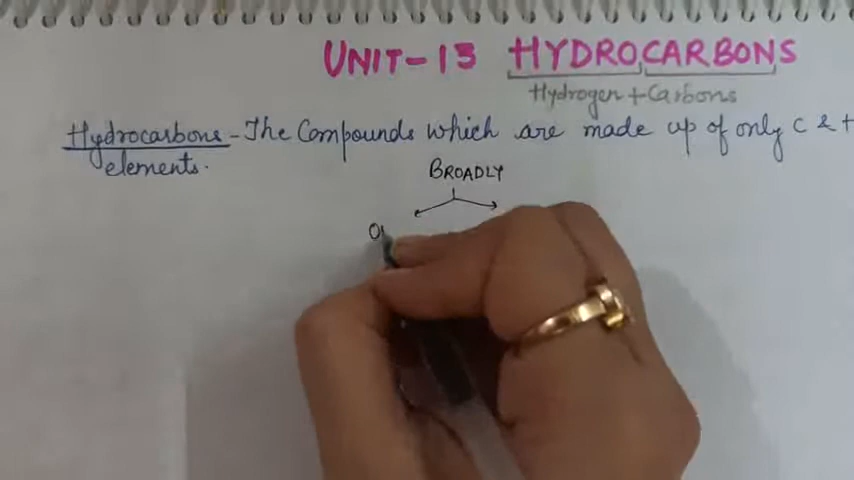 UNIT-13 HYDROCARBONS
Hydrogen + Carbons
Hydrocarbons - The Compounds which are made up of only C & H
elements.
BROADLY